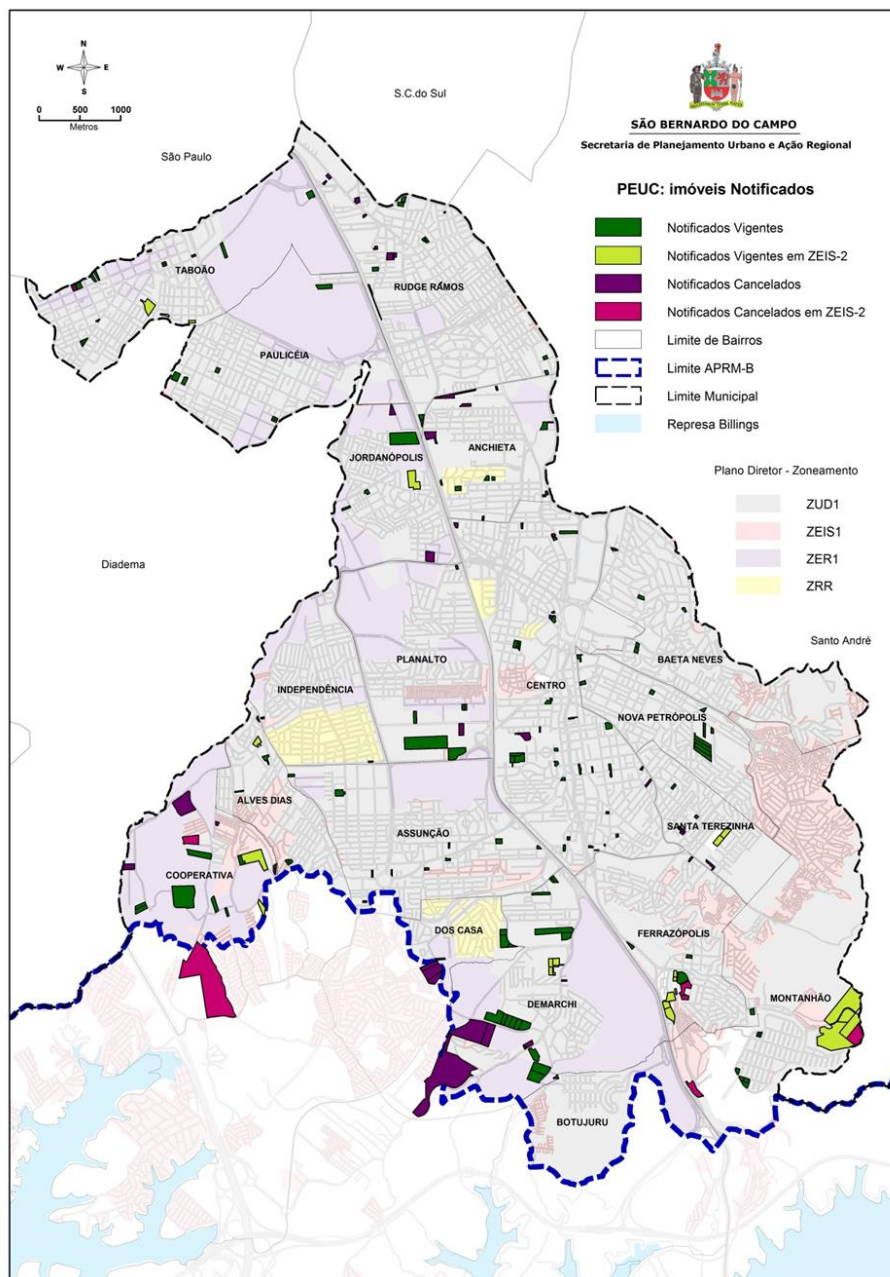 N
W E
S
0 500 1000
Metros
S.C.do Sul
São Paulo
SÃO BERNARDO DO CAMPO
Secretaria de Planejamento Urbano e Ação Regional
PEUC: imóveis Notificados
Notificados Vigentes
Notificados Vigentes em ZEIS-2
Notificados Cancelados
Notificados Cancelados em ZEIS-2
Limite de Bairros
Limite APRM-B
Limite Municipal
Represa Billings
Plano Diretor - Zoneamento
ZUD1
ZEIS1
ZER1
ZRR
TABOÃO
RUDGE RAMOS
PAULICÉIA
JORDANÓPOLIS
ANCHIETA
Diadema
Santo André
PLANALTO
BAETA NEVES
INDEPENDÊNCIA
CENTRO
NOVA PETRÓPOLIS
ALVES DIAS
ASSUNÇÃO
SANTA TEREZINHA
COOPERATIVA
DOS CASA
FERRAZÓPOLIS
DEMARCHI
MONTANHÃO
BOTUJURU